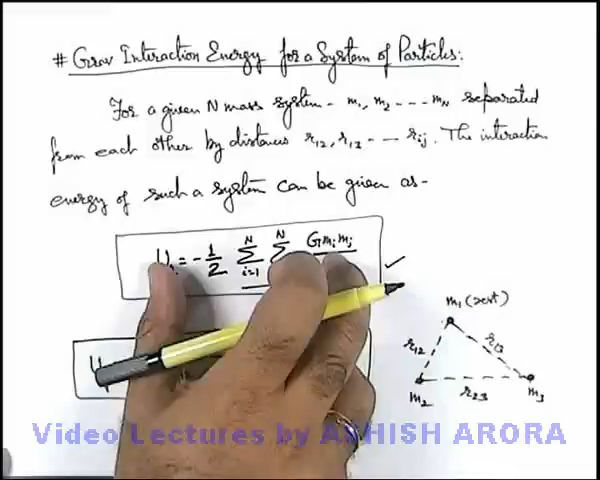 # Grav Interaction Energy for a System of Particles:
For a given N mass system - m₁, m₂ - - - - mN separated
from each other by distances r₁₂, r₁₃ - - - rij. The interaction
energy of such a system can be given as -
= -1/2 Σ Σ Gmimj
N N
i=1
m₁ (rest)
r₁₂ r₁₃
m₂ r₂₃ m₃
Video Lectures by ASHISH ARORA